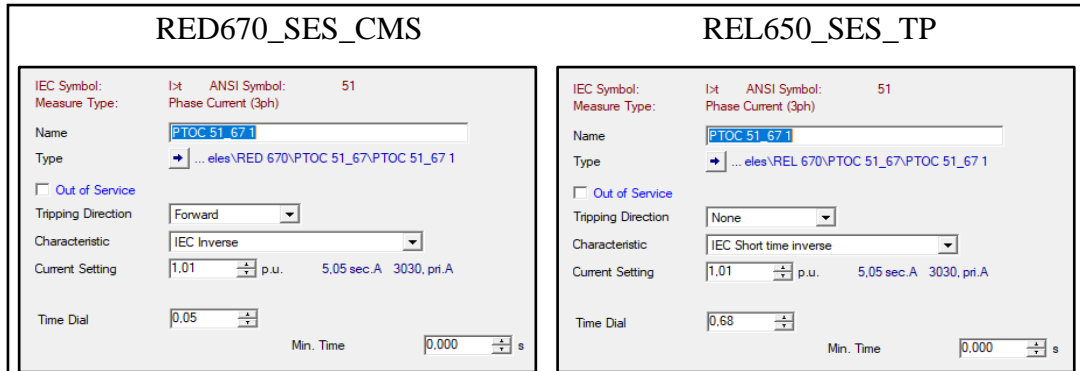 RED670_SES_CMS
IEC Symbol: I>t ANSI Symbol: 51
Measure Type: Phase Current (3ph)
Name PTOC 51_67 1
Type ... eles\RED 670\PTOC 51_67\PTOC 51_67 1
Out of Service
Tripping Direction Forward
Characteristic IEC Inverse
Current Setting 1,01 p.u. 5,05 sec.A 3030, pri.A
Time Dial 0,05
Min. Time 0,000 s
REL650_SES_TP
IEC Symbol: I>t ANSI Symbol: 51
Measure Type: Phase Current (3ph)
Name PTOC 51_67 1
Type ... eles\REL 670\PTOC 51_67\PTOC 51_67 1
Out of Service
Tripping Direction None
Characteristic IEC Short time inverse
Current Setting 1,01 p.u. 5,05 sec.A 3030, pri.A
Time Dial 0,68
Min. Time 0,000 s